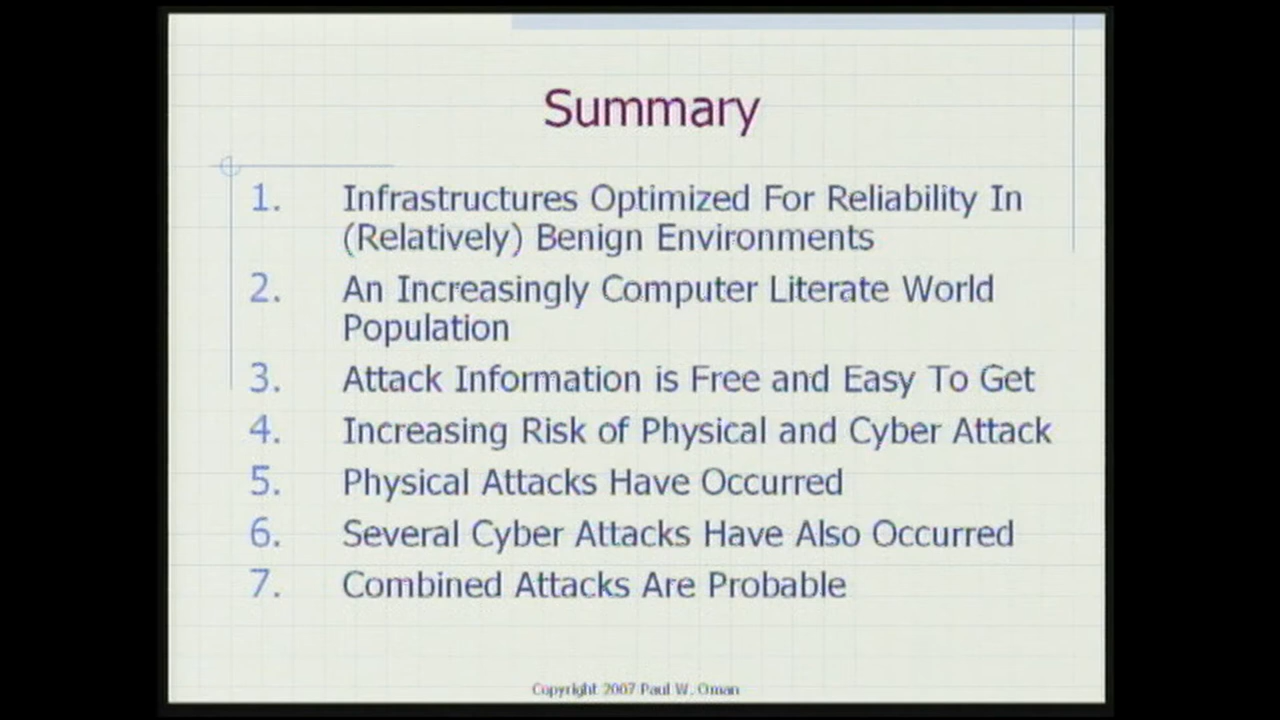 Summary
1. Infrastructures Optimized For Reliability In
(Relatively) Benign Environments
2. An Increasingly Computer Literate World
Population
3. Attack Information is Free and Easy To Get
4. Increasing Risk of Physical and Cyber Attack
5. Physical Attacks Have Occurred
6. Several Cyber Attacks Have Also Occurred
7. Combined Attacks Are Probable
Copyright 2007 Paul W. Oman